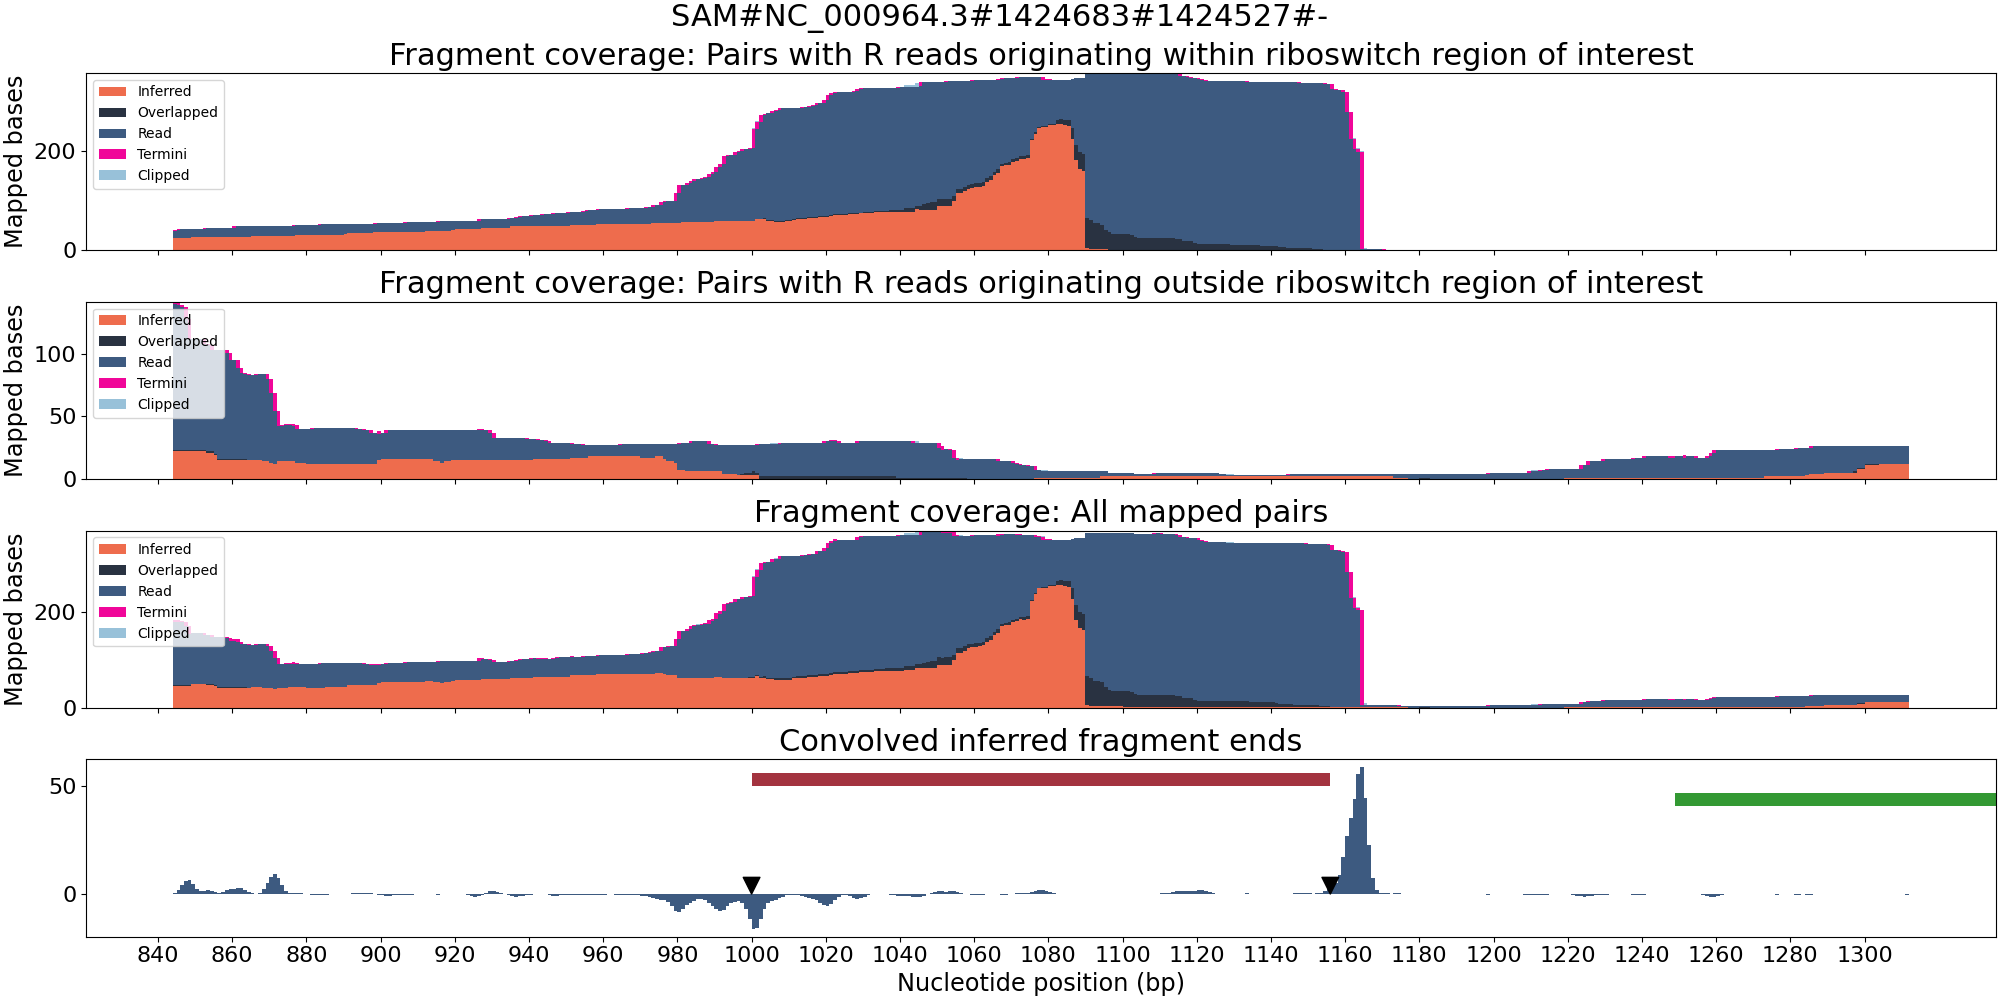 SAM#NC_000964.3#1424683#1424527#-
Fragment coverage: Pairs with R reads originating within riboswitch region of interest
Mapped bases
200
0
Inferred
Overlapped
Read
Termini
Clipped
Fragment coverage: Pairs with R reads originating outside riboswitch region of interest
Mapped bases
100
50
0
Inferred
Overlapped
Read
Termini
Clipped
Fragment coverage: All mapped pairs
Mapped bases
200
0
Inferred
Overlapped
Read
Termini
Clipped
Convolved inferred fragment ends
50
0
840 860 880 900 920 940 960 980 1000 1020 1040 1060 1080 1100 1120 1140 1160 1180 1200 1220 1240 1260 1280 1300
Nucleotide position (bp)